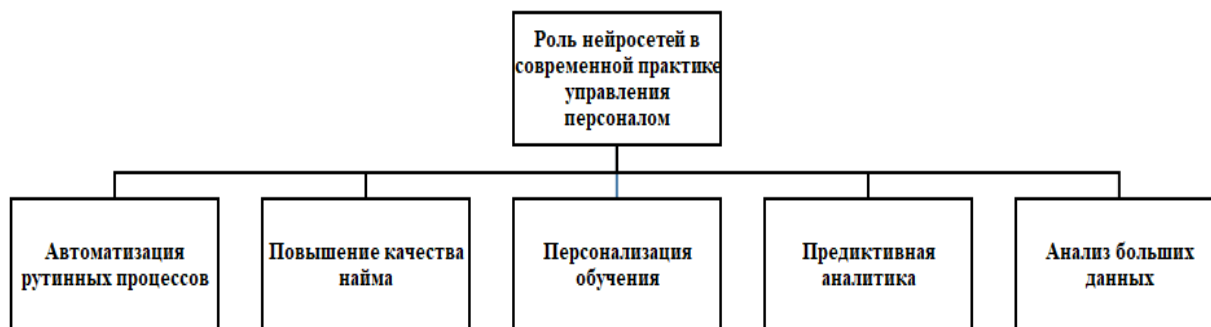 Роль нейросетей в
современной практике
управления
персоналом
Автоматизация
рутинных процессов
Повышение качества
найма
Персонализация
обучения
Предиктивная
аналитика
Анализ больших
данных